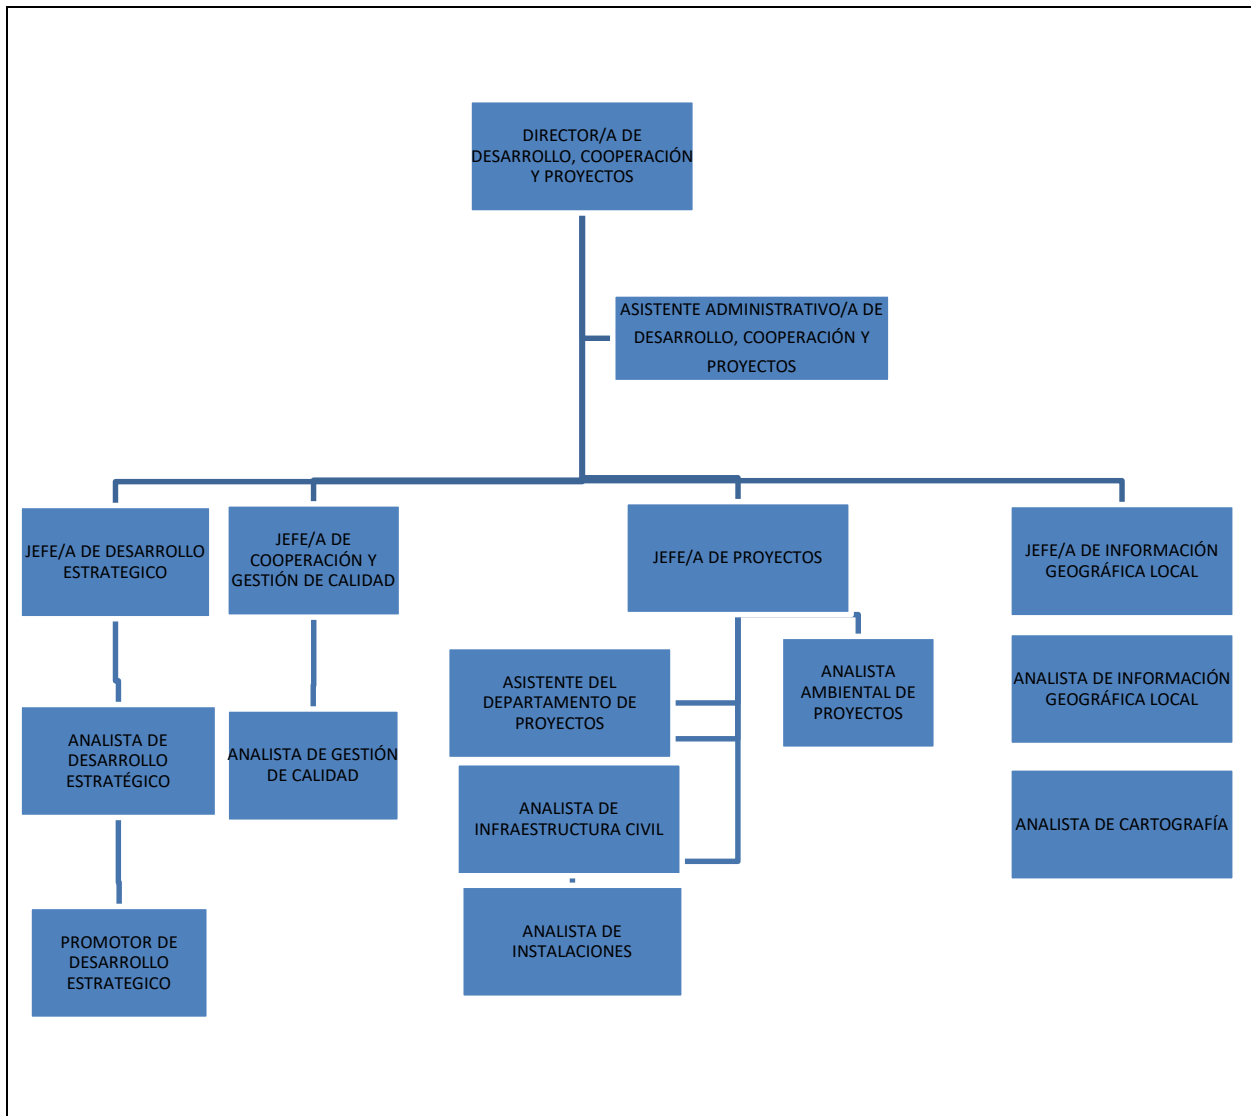 DIRECTOR/A DE
DESARROLLO, COOPERACIÓN
Y PROYECTOS
ASISTENTE ADMINISTRATIVO/A DE
DESARROLLO, COOPERACIÓN Y
PROYECTOS
JEFE/A DE DESARROLLO
ESTRATEGICO
JEFE/A DE
COOPERACIÓN Y
GESTIÓN DE CALIDAD
JEFE/A DE PROYECTOS
JEFE/A DE INFORMACIÓN
GEOGRÁFICA LOCAL
ASISTENTE DEL
DEPARTAMENTO DE
PROYECTOS
ANALISTA
AMBIENTAL DE
PROYECTOS
ANALISTA DE INFORMACIÓN
GEOGRÁFICA LOCAL
ANALISTA DE
DESARROLLO
ESTRATÉGICO
ANALISTA DE GESTIÓN
DE CALIDAD
ANALISTA DE
INFRAESTRUCTURA CIVIL
ANALISTA DE CARTOGRAFÍA
PROMOTOR DE
DESARROLLO
ESTRATEGICO
ANALISTA DE
INSTALACIONES